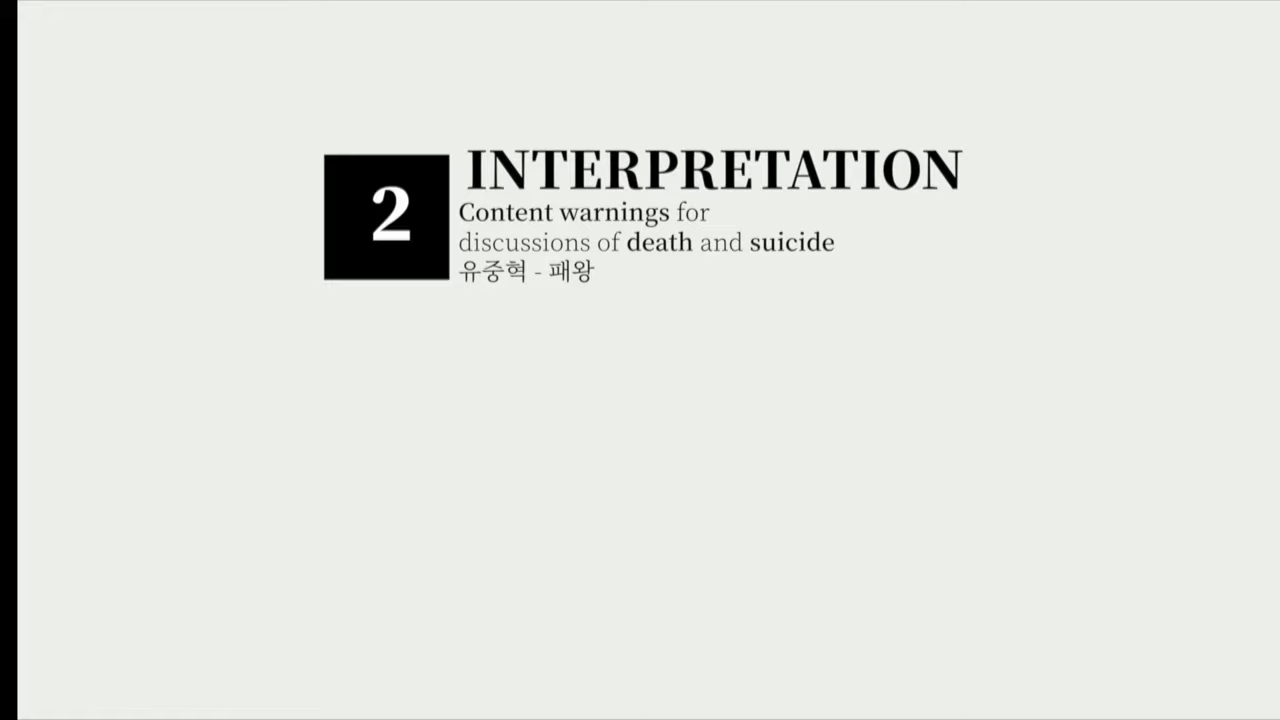 2
INTERPRETATION
Content warnings for
discussions of death and suicide
유중혁 - 패왕